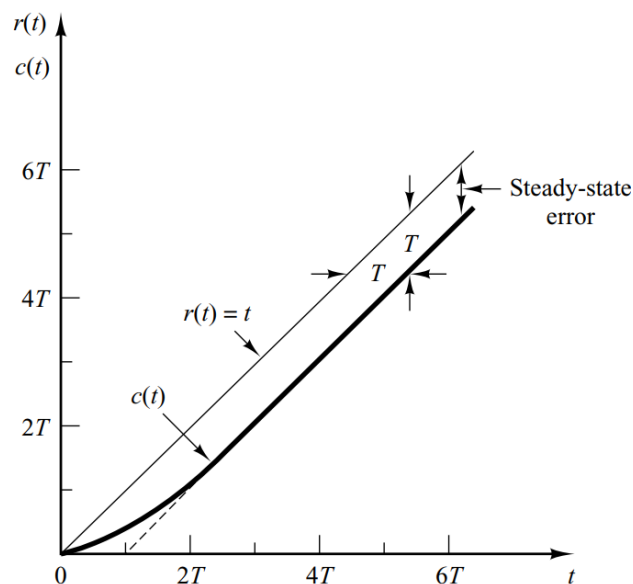 r(t)
c(t)
6T
Steady-state
error
T
T
4T
r(t) = t
c(t)
2T
0
2T
4T
6T
t